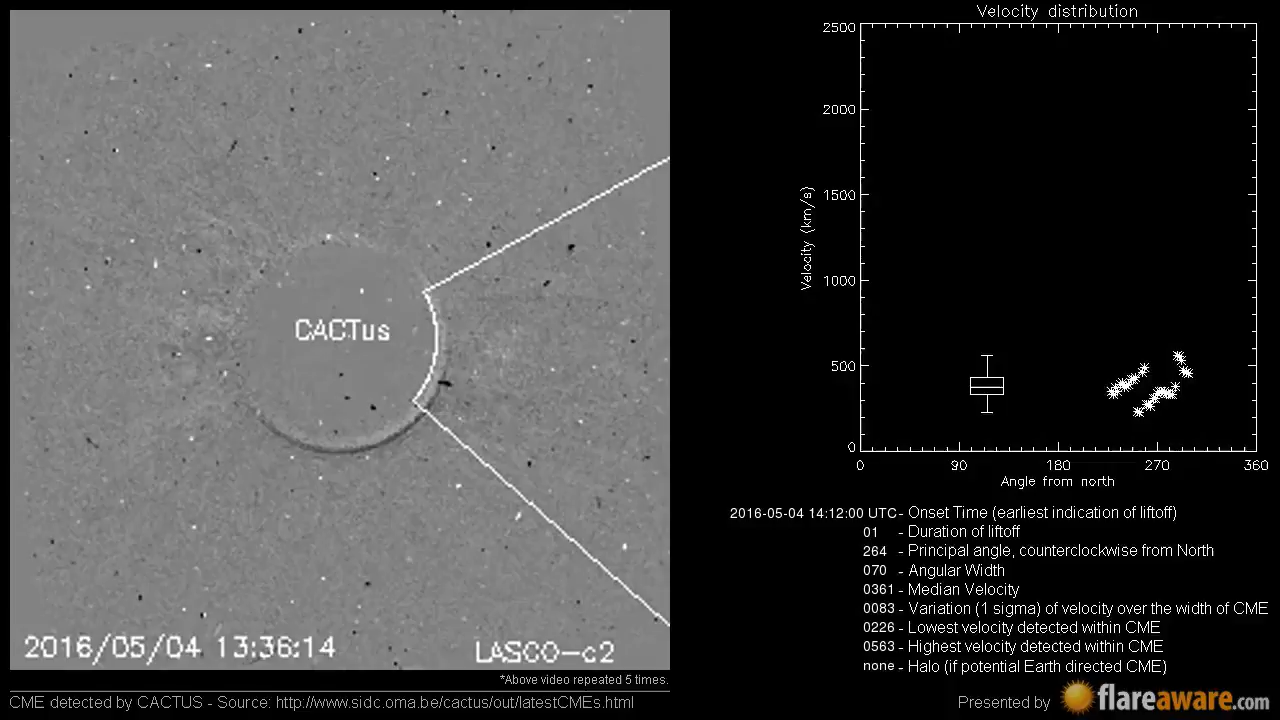 CACTus
2016/05/04 13:36:14
LASCO-c2
*Above video repeated 5 times.
CME detected by CACTUS - Source: http://www.sidc.oma.be/cactus/out/latestCMEs.html
Velocity distribution
2500
2000
1500
1000
500
0
Velocity (km/s)
0 90 180 270 360
Angle from north
2016-05-04 14:12:00 UTC - Onset Time (earliest indication of liftoff)
01 - Duration of liftoff
264 - Principal angle, counterclockwise from North
070 - Angular Width
0361 - Median Velocity
0083 - Variation (1 sigma) of velocity over the width of CME
0226 - Lowest velocity detected within CME
0563 - Highest velocity detected within CME
none - Halo (if potential Earth directed CME)
Presented by flareaware.com